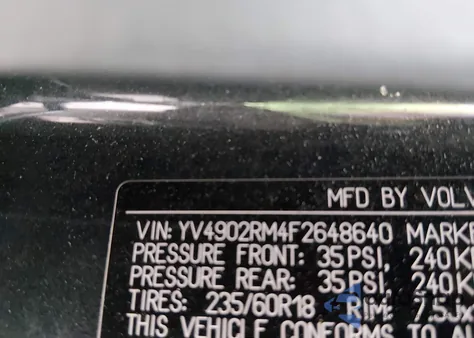 MFD BY VOLV
VIN: YV4902RM4F2648640 MARKE
PRESSURE FRONT: 35PSI, 240K
PRESSURE REAR: 35PSI, 240K
TIRES: 235/60R18 RIM: 7.5Jx
THIS VEHICLE CONFORMS TO A